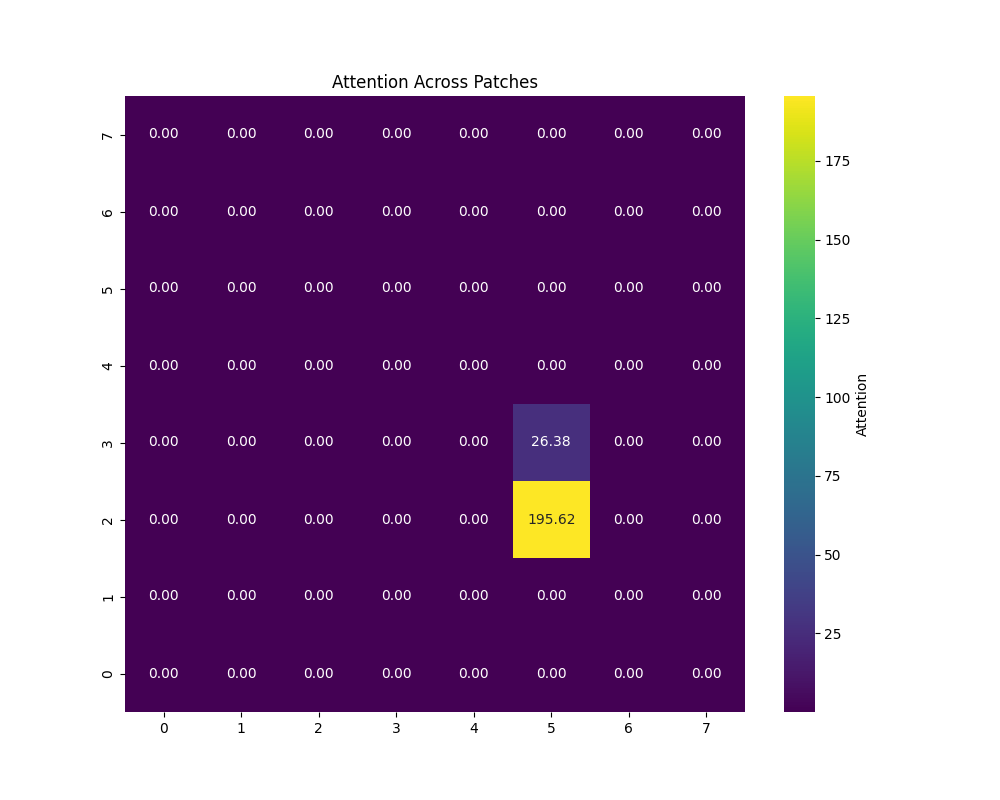 Attention Across Patches
7 0.00 0.00 0.00 0.00 0.00 0.00 0.00 0.00
6 0.00 0.00 0.00 0.00 0.00 0.00 0.00 0.00
5 0.00 0.00 0.00 0.00 0.00 0.00 0.00 0.00
4 0.00 0.00 0.00 0.00 0.00 0.00 0.00 0.00
3 0.00 0.00 0.00 0.00 0.00 26.38 0.00 0.00
2 0.00 0.00 0.00 0.00 0.00 195.62 0.00 0.00
1 0.00 0.00 0.00 0.00 0.00 0.00 0.00 0.00
0 0.00 0.00 0.00 0.00 0.00 0.00 0.00 0.00
0 1 2 3 4 5 6 7
175
150
125
100
75
50
25
Attention